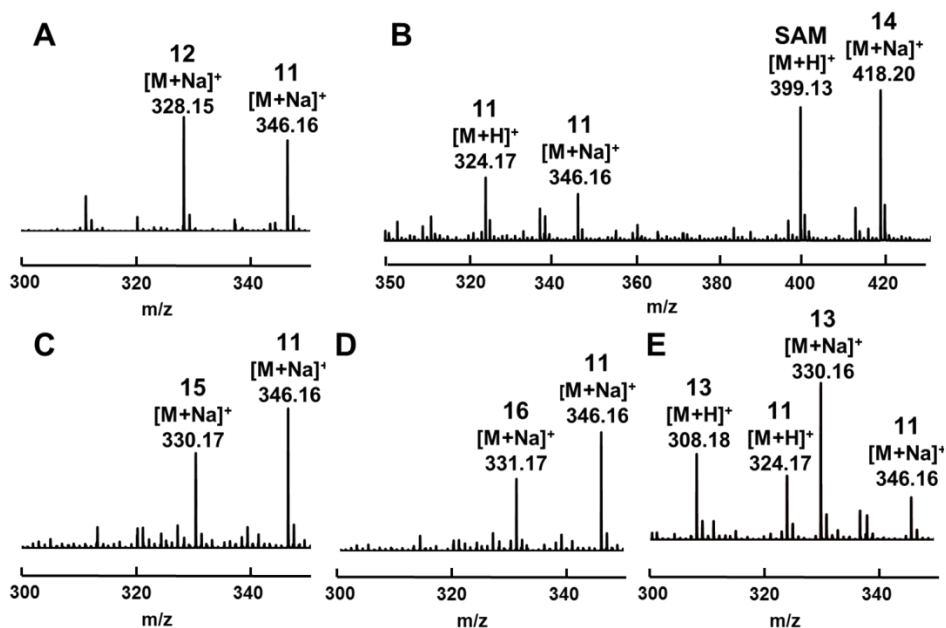 A
12
[M+Na]+
328.15
11
[M+Na]+
346.16
300 320 340
m/z
B
11
[M+H]+
324.17
11
[M+Na]+
346.16
SAM
[M+H]+
399.13
14
[M+Na]+
418.20
350 320 340 360 380 400 420
m/z
C
15
[M+Na]+
330.17
11
[M+Na]+
346.16
300 320 340
m/z
D
16
[M+Na]+
331.17
11
[M+Na]+
346.16
300 320 340
m/z
E
13
[M+H]+
308.18
11
[M+H]+
324.17
13
[M+Na]+
330.16
11
[M+Na]+
346.16
300 320 340
m/z